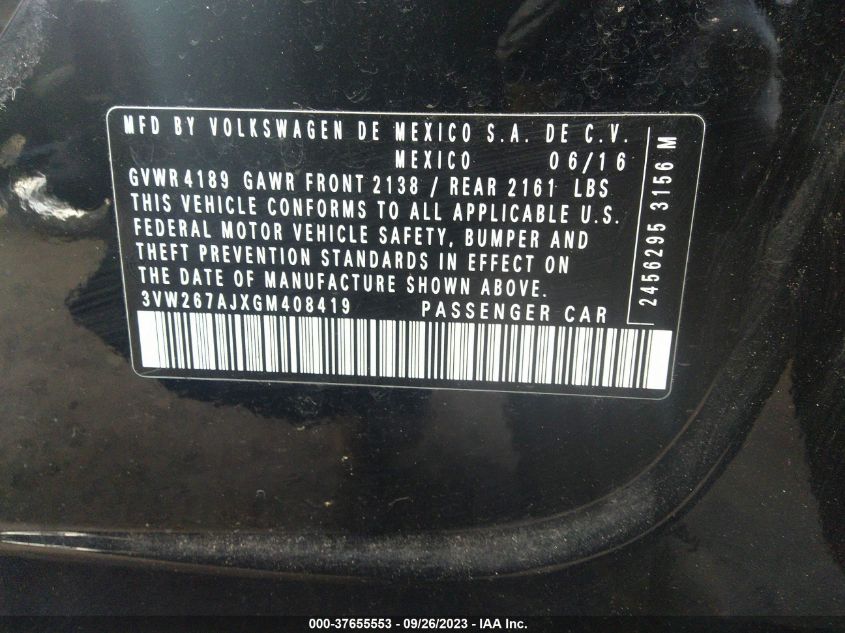 MFD BY VOLKSWAGEN DE MEXICO S.A. DE C.V.
MEXICO 06/16
GVWR 4189 GAWR FRONT 2138 / REAR 2161 LBS
THIS VEHICLE CONFORMS TO ALL APPLICABLE U.S.
FEDERAL MOTOR VEHICLE SAFETY, BUMPER AND
THEFT PREVENTION STANDARDS IN EFFECT ON
THE DATE OF MANUFACTURE SHOWN ABOVE.
3VW267AJXGM408419 PASSENGER CAR
2456295 3156 M
000-37655553 - 09/26/2023 - IAA Inc.